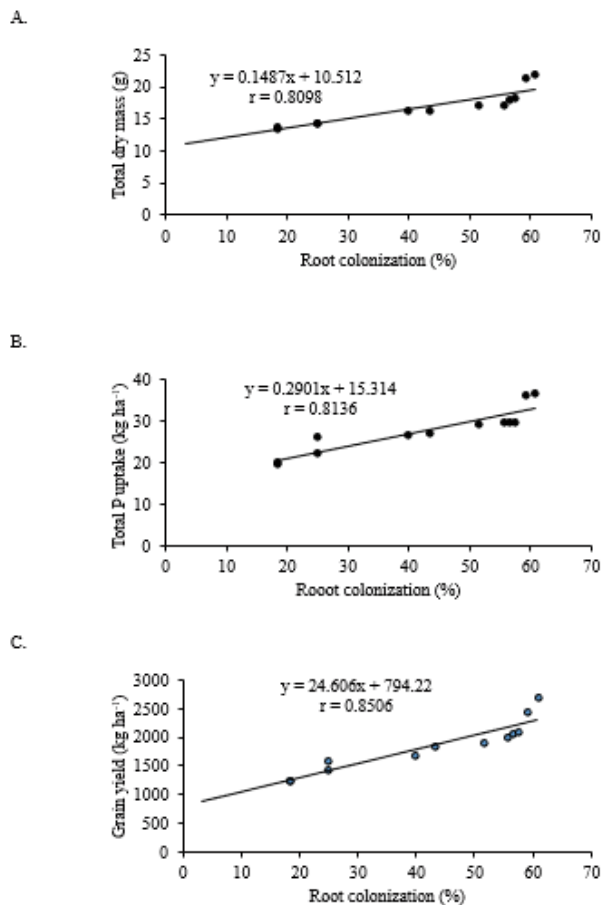 A.
y = 0.1487x + 10.512
r = 0.8098
Total dry mass (g)
25
20
15
10
5
0
0 10 20 30 40 50 60 70
Root colonization (%)
B.
y = 0.2901x + 15.314
r = 0.8136
Total P uptake (kg ha⁻¹)
40
30
20
10
0
0 10 20 30 40 50 60 70
Rooot colonization (%)
C.
y = 24.606x + 794.22
r = 0.8506
Grain yield (kg ha⁻¹)
3000
2500
2000
1500
1000
500
0
0 10 20 30 40 50 60 70
Root colonization (%)